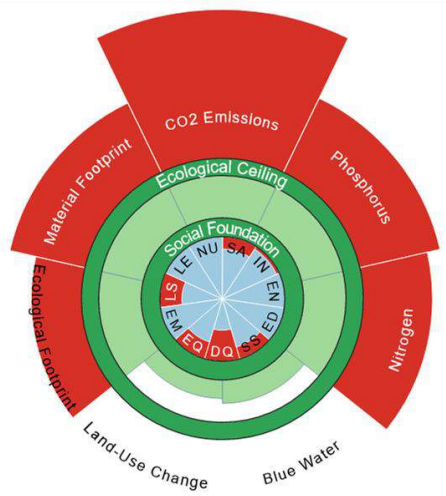 CO2 Emissions
Phosphorus
Nitrogen
Blue Water
Land-Use Change
Ecological Footprint
Material Footprint
Ecological Ceiling
Social Foundation
SA
IN
EN
ED
SS
DQ
EQ
EM
LS
LE
NU